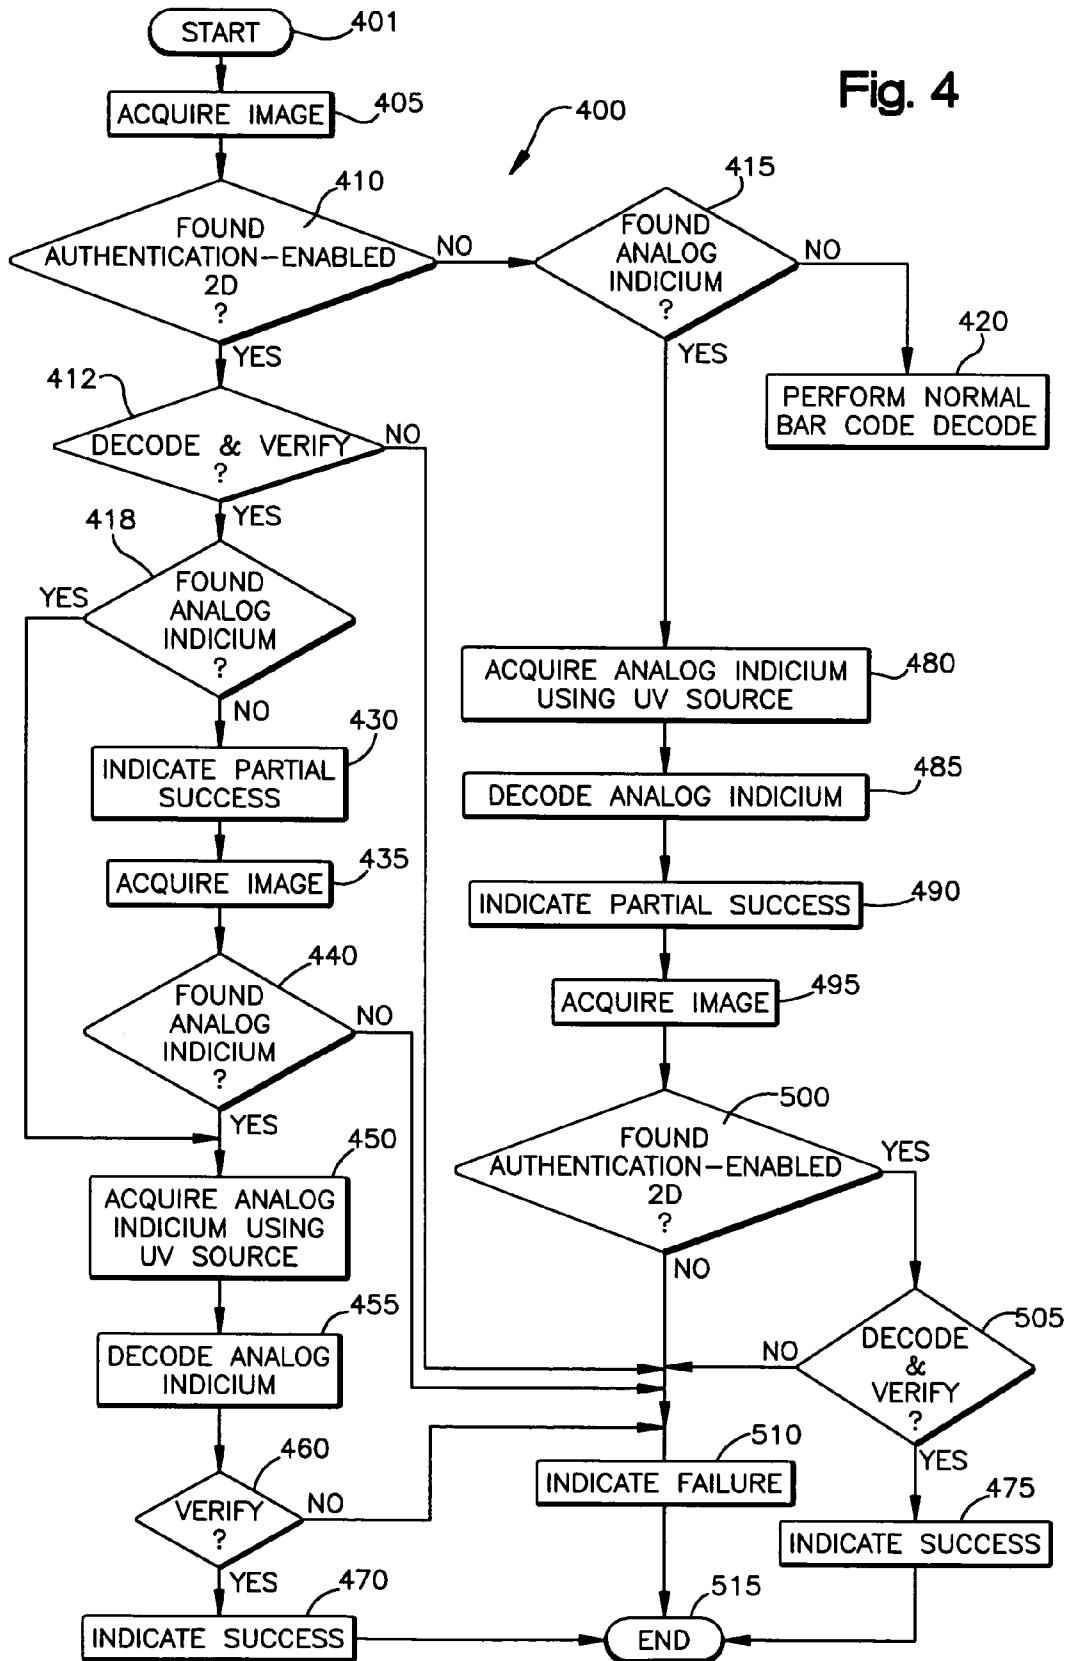 START
401
Fig. 4
ACQUIRE IMAGE
405
400
410
FOUND
AUTHENTICATION-ENABLED
2D
?
NO
YES
415
FOUND
ANALOG
INDICIUM
?
NO
YES
420
PERFORM NORMAL
BAR CODE DECODE
412
DECODE & VERIFY
?
NO
YES
418
FOUND
ANALOG
INDICIUM
?
YES
NO
430
INDICATE PARTIAL
SUCCESS
435
ACQUIRE IMAGE
440
FOUND
ANALOG
INDICIUM
?
NO
YES
450
ACQUIRE ANALOG
INDICIUM USING
UV SOURCE
455
DECODE ANALOG
INDICIUM
460
VERIFY
?
NO
YES
470
INDICATE SUCCESS
480
ACQUIRE ANALOG INDICIUM
USING UV SOURCE
485
DECODE ANALOG INDICIUM
490
INDICATE PARTIAL SUCCESS
495
ACQUIRE IMAGE
500
FOUND
AUTHENTICATION-ENABLED
2D
?
YES
NO
505
DECODE
&
VERIFY
?
NO
YES
510
INDICATE FAILURE
475
INDICATE SUCCESS
515
END